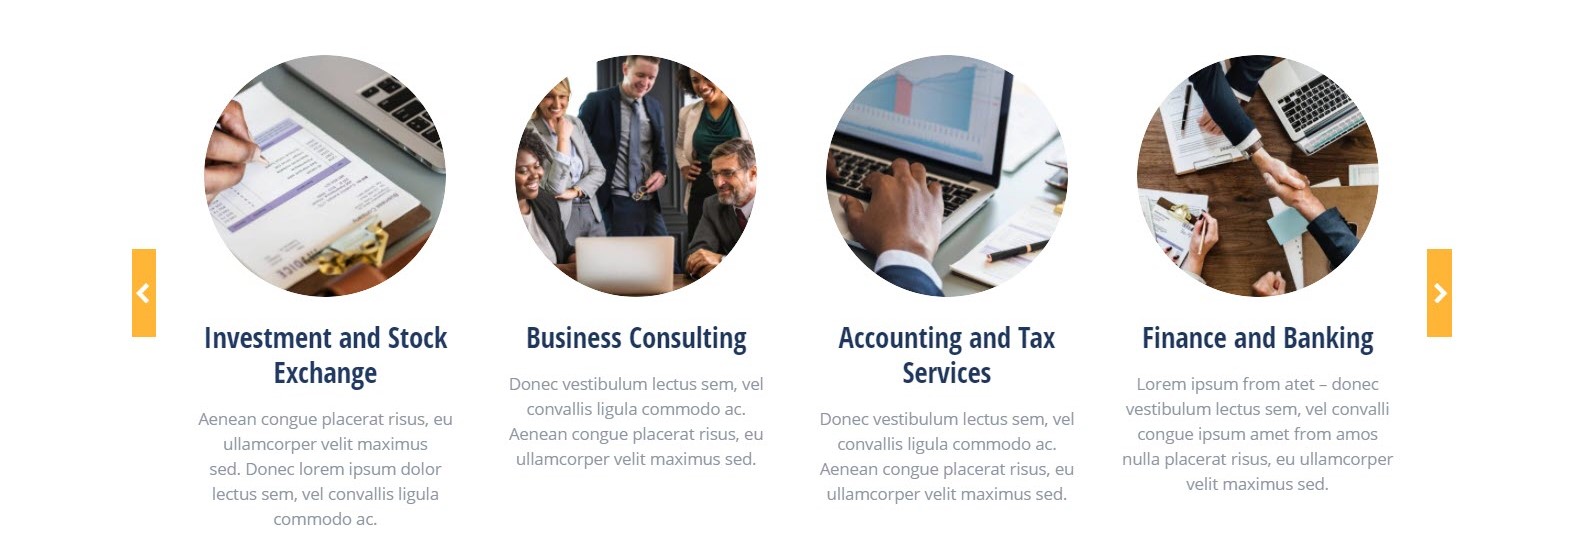 Investment and Stock
Exchange
Aenean congue placerat risus, eu
ullamcorper velit maximus
sed. Donec lorem ipsum dolor
lectus sem, vel convallis ligula
commodo ac.
Business Consulting
Donec vestibulum lectus sem, vel
convallis ligula commodo ac.
Aenean congue placerat risus, eu
ullamcorper velit maximus sed.
Accounting and Tax
Services
Donec vestibulum lectus sem, vel
convallis ligula commodo ac.
Aenean congue placerat risus, eu
ullamcorper velit maximus sed.
Finance and Banking
Lorem ipsum from atet – donec
vestibulum lectus sem, vel convalli
congue ipsum amet from amos
nulla placerat risus, eu ullamcorper
velit maximus sed.